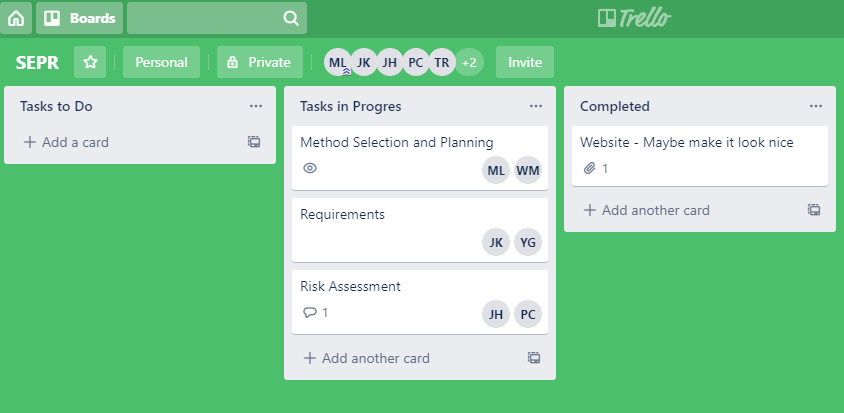 Boards
Trello
SEPR
Personal
Private
ML JK JH PC TR +2
Invite
Tasks to Do
Add a card
Tasks in Progres
Method Selection and Planning
ML WM
Requirements
JK YG
Risk Assessment
1
JH PC
Add another card
Completed
Website - Maybe make it look nice
1
Add another card